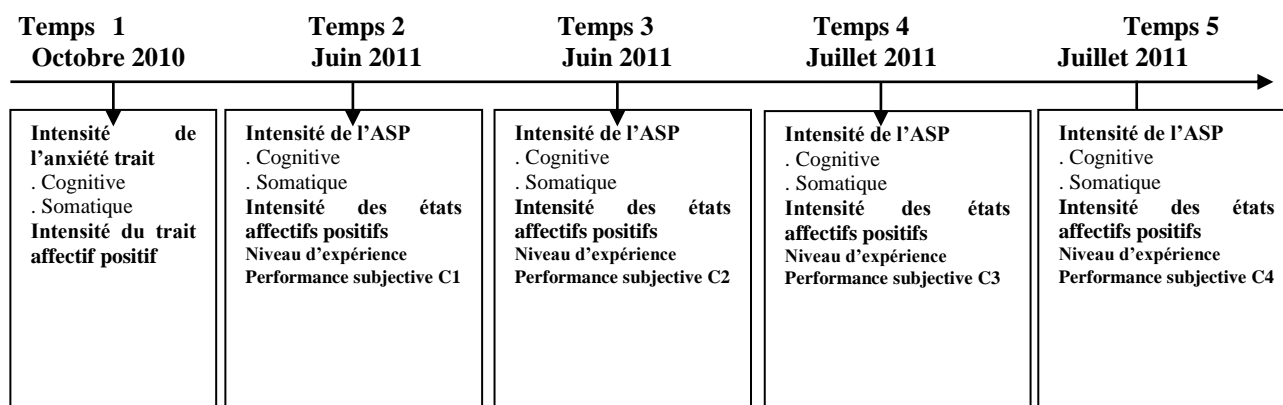 Temps 1
Octobre 2010
Temps 2
Juin 2011
Temps 3
Juin 2011
Temps 4
Juillet 2011
Temps 5
Juillet 2011
Intensité de
l'anxiété trait
. Cognitive
. Somatique
Intensité du trait
affectif positif
Intensité de l'ASP
. Cognitive
. Somatique
Intensité des états
affectifs positifs
Niveau d'expérience
Performance subjective C1
Intensité de l'ASP
. Cognitive
. Somatique
Intensité des états
affectifs positifs
Niveau d'expérience
Performance subjective C2
Intensité de l'ASP
. Cognitive
. Somatique
Intensité des états
affectifs positifs
Niveau d'expérience
Performance subjective C3
Intensité de l'ASP
. Cognitive
. Somatique
Intensité des états
affectifs positifs
Niveau d'expérience
Performance subjective C4